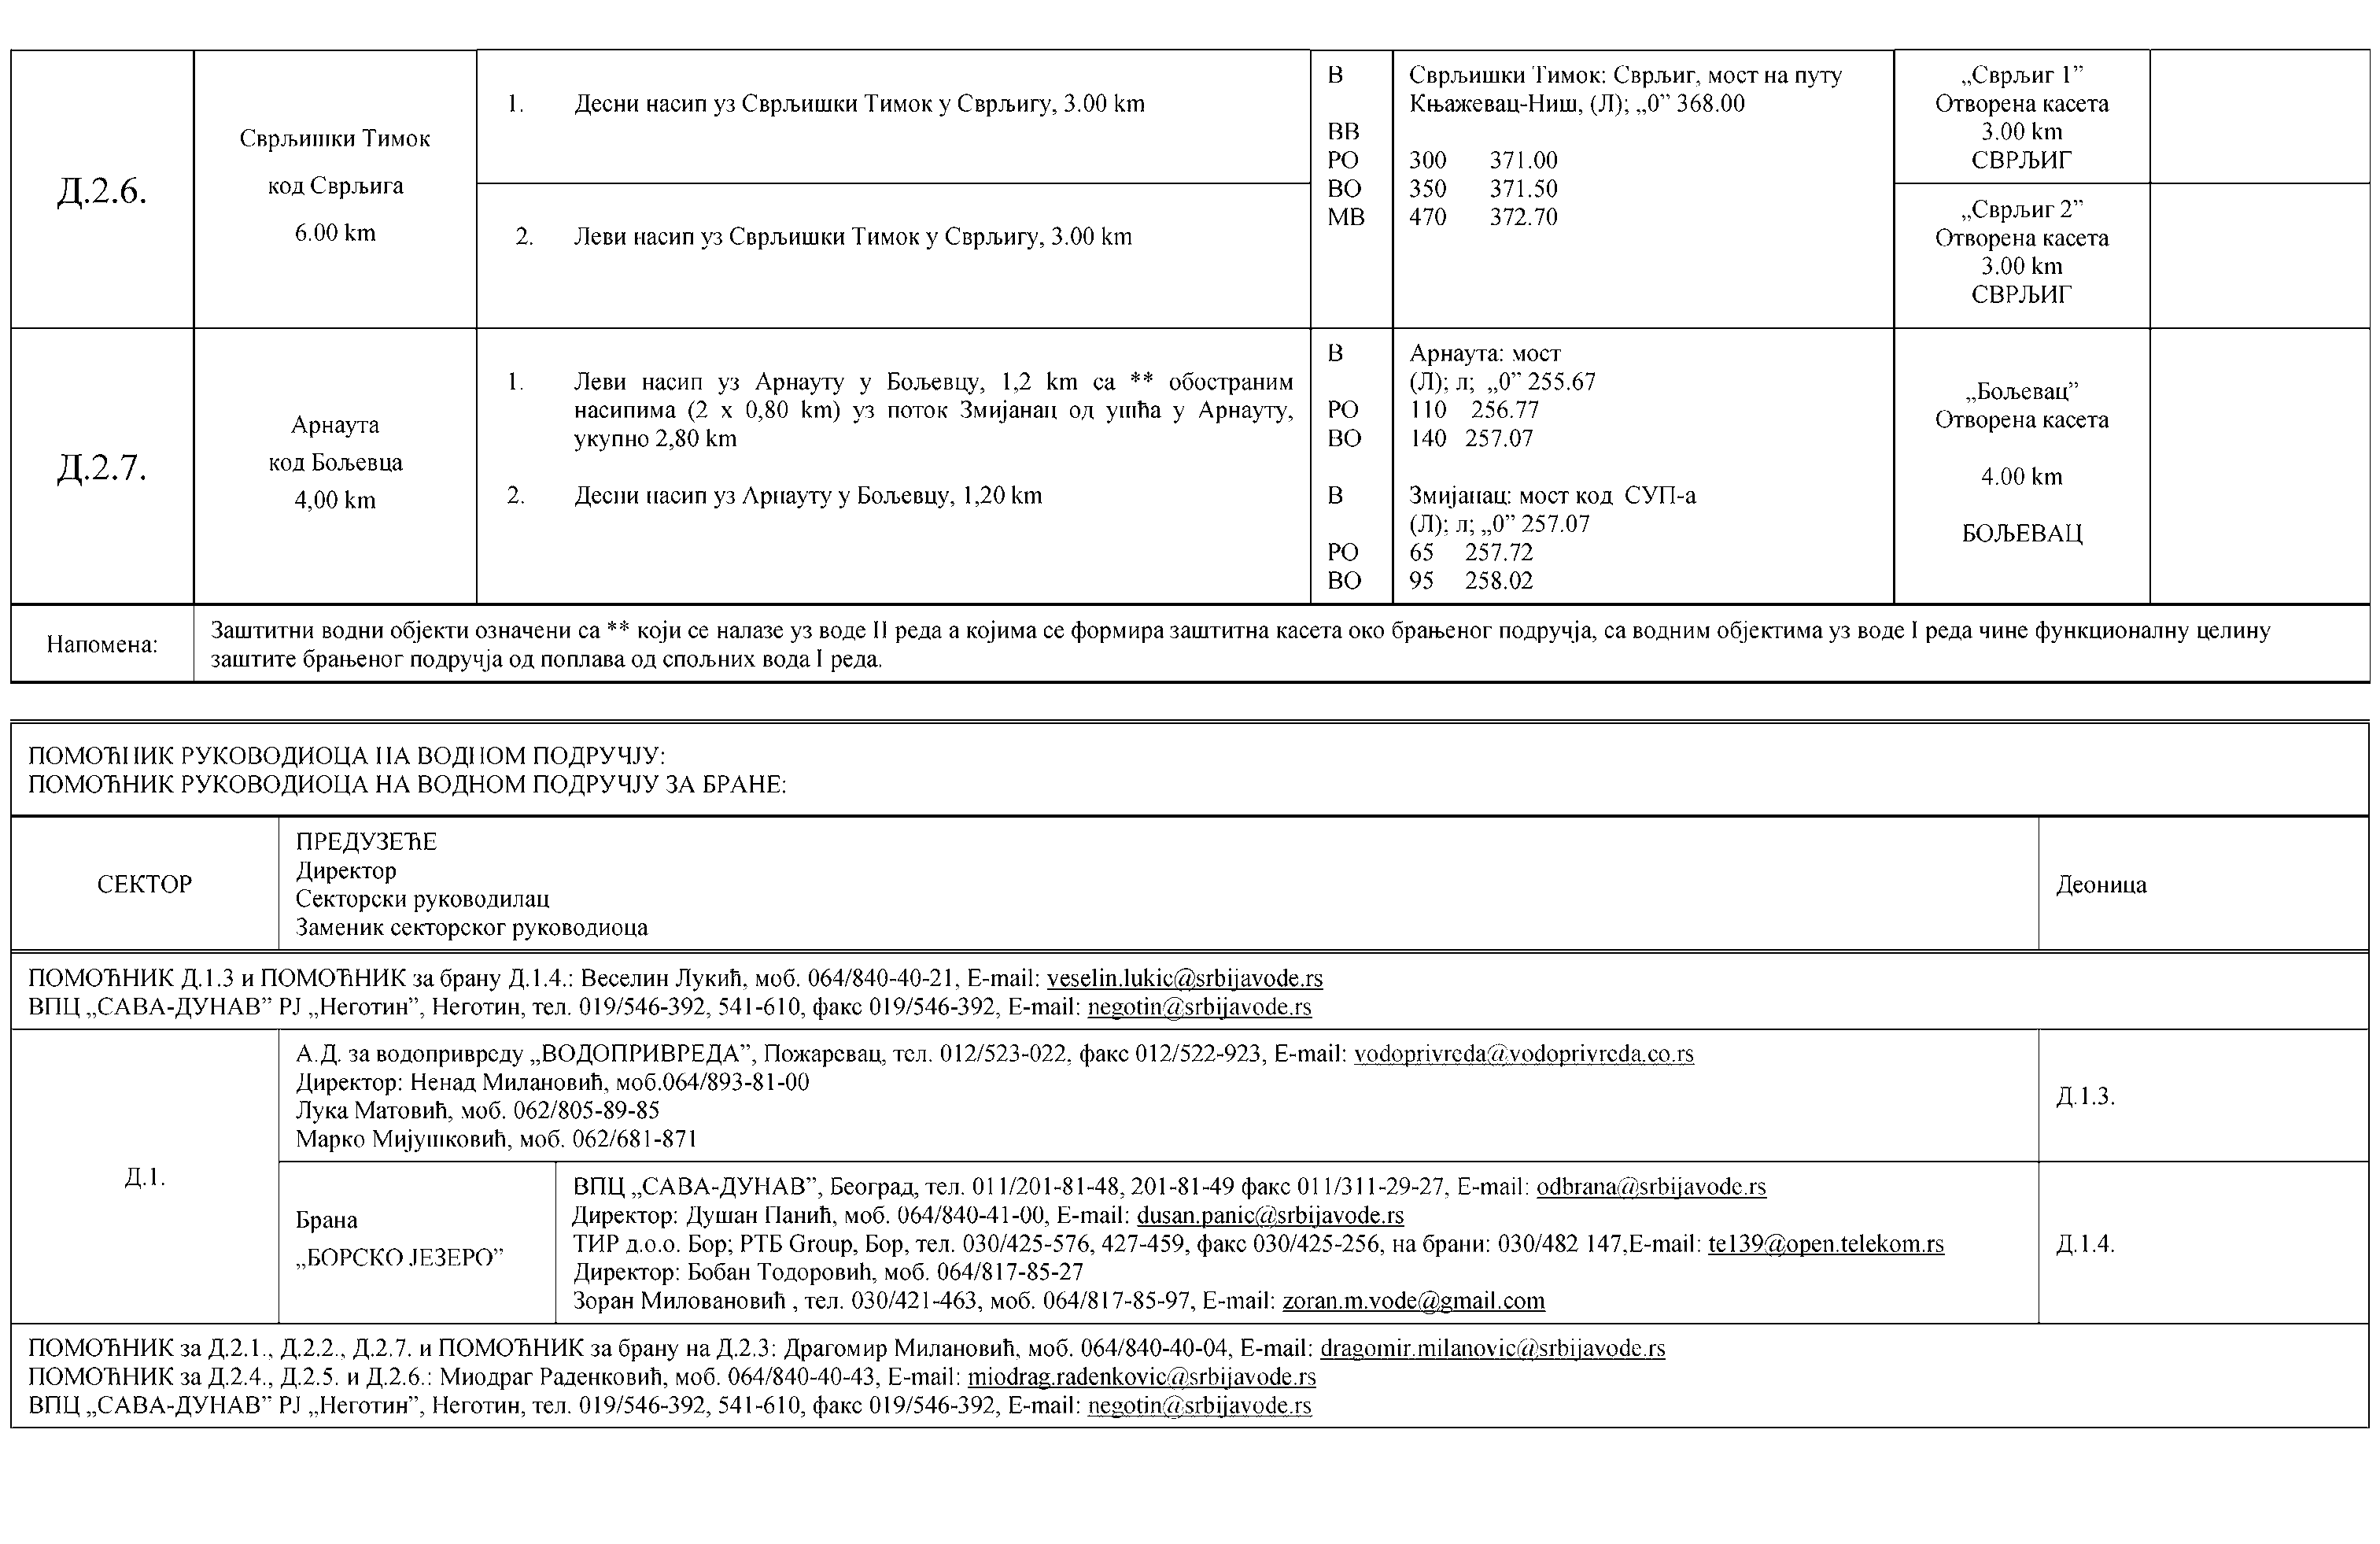 Д.2.6.
Сврљишки Тимок
код Сврљига
6.00 km
1. Десни насип уз Сврљишки Тимок у Сврљигу, 3.00 km
2. Леви насип уз Сврљишки Тимок у Сврљигу, 3.00 km
В Сврљишки Тимок: Сврљиг, мост на путу
Књажевац-Ниш, (Л); „0” 368.00
ВВ
РО 300 371.00
ВО 350 371.50
МВ 470 372.70
„Сврљиг 1”
Отворена касета
3.00 km
СВРЉИГ
„Сврљиг 2”
Отворена касета
3.00 km
СВРЉИГ
Д.2.7.
Арнаута
код Бољевца
4,00 km
1. Леви насип уз Арнауту у Бољевцу, 1,2 km са ** обостраним
насипима (2 x 0,80 km) уз поток Змијанац од ушћа у Арнауту,
укупно 2,80 km
2. Десни насип уз Арнауту у Бољевцу, 1,20 km
В Арнаута: мост
(Л); л; „0” 255.67
РО 110 256.77
ВО 140 257.07
В Змијанац: мост код СУП-а
(Л); л; „0” 257.07
РО 65 257.72
ВО 95 258.02
„Бољевац”
Отворена касета
4.00 km
БОЉЕВАЦ
Напомена:
Заштитни водни објекти означени са ** који се налазе уз воде II реда а којима се формира заштитна касета око брањеног подручја, са водним објектима уз воде I реда чине функционалну целину
заштите брањеног подручја од поплава од спољних вода I реда.
ПОМОЋНИК РУКОВОДИОЦА НА ВОДНОМ ПОДРУЧЈУ:
ПОМОЋНИК РУКОВОДИОЦА НА ВОДНОМ ПОДРУЧЈУ ЗА БРАНЕ:
СЕКТОР
ПРЕДУЗЕЋЕ
Директор
Секторски руководилац
Заменик секторског руководиоца
Деоница
ПОМОЋНИК Д.1.3 и ПОМОЋНИК за брану Д.1.4.: Веселин Лукић, моб. 064/840-40-21, E-mail: veselin.lukic@srbijavode.rs
ВПЦ „САВА-ДУНАВ” РЈ „Неготин”, Неготин, тел. 019/546-392, 541-610, факс 019/546-392, E-mail: negotin@srbijavode.rs
Д.1.
А.Д. за водопривреду „ВОДОПРИВРЕДА”, Пожаревац, тел. 012/523-022, факс 012/522-923, E-mail: vodoprivreda@vodoprivreda.co.rs
Директор: Ненад Милановић, моб.064/893-81-00
Лука Матовић, моб. 062/805-89-85
Марко Мијушковић, моб. 062/681-871
Д.1.3.
Брана
„БОРСКО ЈЕЗЕРО”
ВПЦ „САВА-ДУНАВ”, Београд, тел. 011/201-81-48, 201-81-49 факс 011/311-29-27, E-mail: odbrana@srbijavode.rs
Директор: Душан Панић, моб. 064/840-41-00, E-mail: dusan.panic@srbijavode.rs
ТИР д.о.о. Бор; РТБ Group, Бор, тел. 030/425-576, 427-459, факс 030/425-256, на брани: 030/482 147,E-mail: te139@open.telekom.rs
Директор: Бобан Тодоровић, моб. 064/817-85-27
Зоран Миловановић , тел. 030/421-463, моб. 064/817-85-97, E-mail: zoran.m.vode@gmail.com
Д.1.4.
ПОМОЋНИК за Д.2.1., Д.2.2., Д.2.7. и ПОМОЋНИК за брану на Д.2.3: Драгомир Милановић, моб. 064/840-40-04, E-mail: dragomir.milanovic@srbijavode.rs
ПОМОЋНИК за Д.2.4., Д.2.5. и Д.2.6.: Миодраг Раденковић, моб. 064/840-40-43, E-mail: miodrag.radenkovic@srbijavode.rs
ВПЦ „САВА-ДУНАВ” РЈ „Неготин”, Неготин, тел. 019/546-392, 541-610, факс 019/546-392, E-mail: negotin@srbijavode.rs